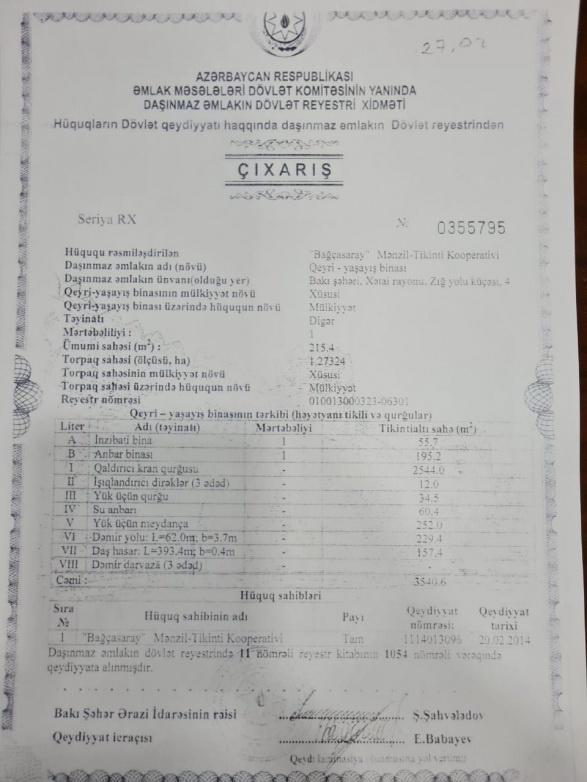 27,02
AZƏRBAYCAN RESPUBLİKASI
ƏMLAK MƏSƏLƏLƏRİ DÖVLƏT KOMİTƏSİNİN YANINDA
DAŞINMAZ ƏMLAKIN DÖVLƏT REYESTRİ XİDMƏTİ
Hüquqların Dövlət qeydiyyatı haqqında daşınmaz əmlakın Dövlət reyestrindən
ÇIXARIŞ
Seriya RX № 0355795
Hüququ rəsmiləşdirilən "Bağçasaray" Mənzil-Tikinti Kooperativi
Daşınmaz əmlakın adı (növü) Qeyri - yaşayış binası
Daşınmaz əmlakın ünvanı(olduğu yer) Bakı şəhəri, Xətai rayonu, Zığ yolu küçəsi, 4
Qeyri-yaşayış binasının mülkiyyət növü Xüsusi
Qeyri-yaşayış binası üzərində hüququn növü Mülkiyyət
Təyinatı Digər
Mərtəbəliliyi : 1
Ümumi sahəsi (m²) : 215.4
Torpaq sahəsi (ölçüsü, ha) 1.27324
Torpaq sahəsinin mülkiyyət növü Xüsusi
Torpaq sahəsi üzərində hüququn növü Mülkiyyət
Reyestr nömrəsi 010013000323-06301
Qeyri – yaşayış binasının tərkibi (həyətyanı tikili və qurğular)
Liter Adı (təyinatı) Mərtəbəliyi Tikintialtı sahə (m²)
A İnzibati bina 1 55.7
B Anbar binası 1 195.2
I Qaldırıcı kran qurğusu - 2544.0
II İşıqlandırıcı dirəklər (3 ədəd) - 12.0
III Yük üçün qurğu - 34.5
IV Su anbarı - 60.4
V Yük üçün meydança - 252.0
VI Dəmir yolu: L=62.0m; b=3.7m - 229.4
VII Daş hasar: L=393.4m; b=0.4m - 157.4
VIII Dəmir darvaza (3 ədəd) - -
Cəmi : 3540.6
Hüquq sahibləri
Sıra № Hüquq sahibinin adı Payı Qeydiyyat nömrəsi: Qeydiyyat tarixi
1 "Bağçasaray" Mənzil-Tikinti Kooperativi Tam 1114013096 20.02.2014
Daşınmaz əmlakın dövlət reyestrində 11 nömrəli reyestr kitabının 1054 nömrəli vərəqində
qeydiyyata alınmışdır.
Bakı Şəhər Ərazi İdarəsinin rəisi Ş.Şahvələdov
Qeydiyyat icraçısı E.Babayev
Qeyd: laminasiya olunmasına yol verilmir